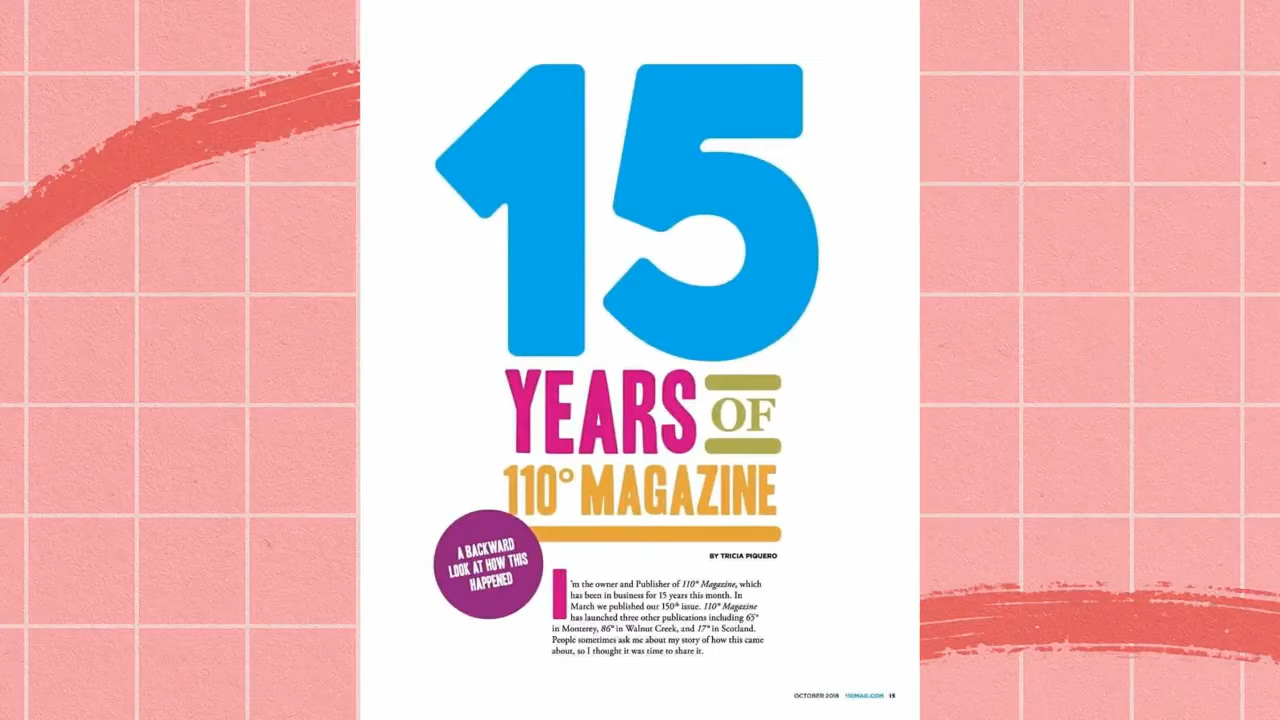 15
YEARS OF
110° MAGAZINE
A BACKWARD
LOOK AT HOW THIS
HAPPENED
BY TRICIA PIQUERO
I'm the owner and Publisher of 110° Magazine, which
has been in business for 15 years this month. In
March we published our 150th issue. 110° Magazine
has launched three other publications including 65°
in Monterey, 86° in Walnut Creek, and 17° in Scotland.
People sometimes ask me about my story of how this came
about, so I thought it was time to share it.
OCTOBER 2018 110MAG.COM 15